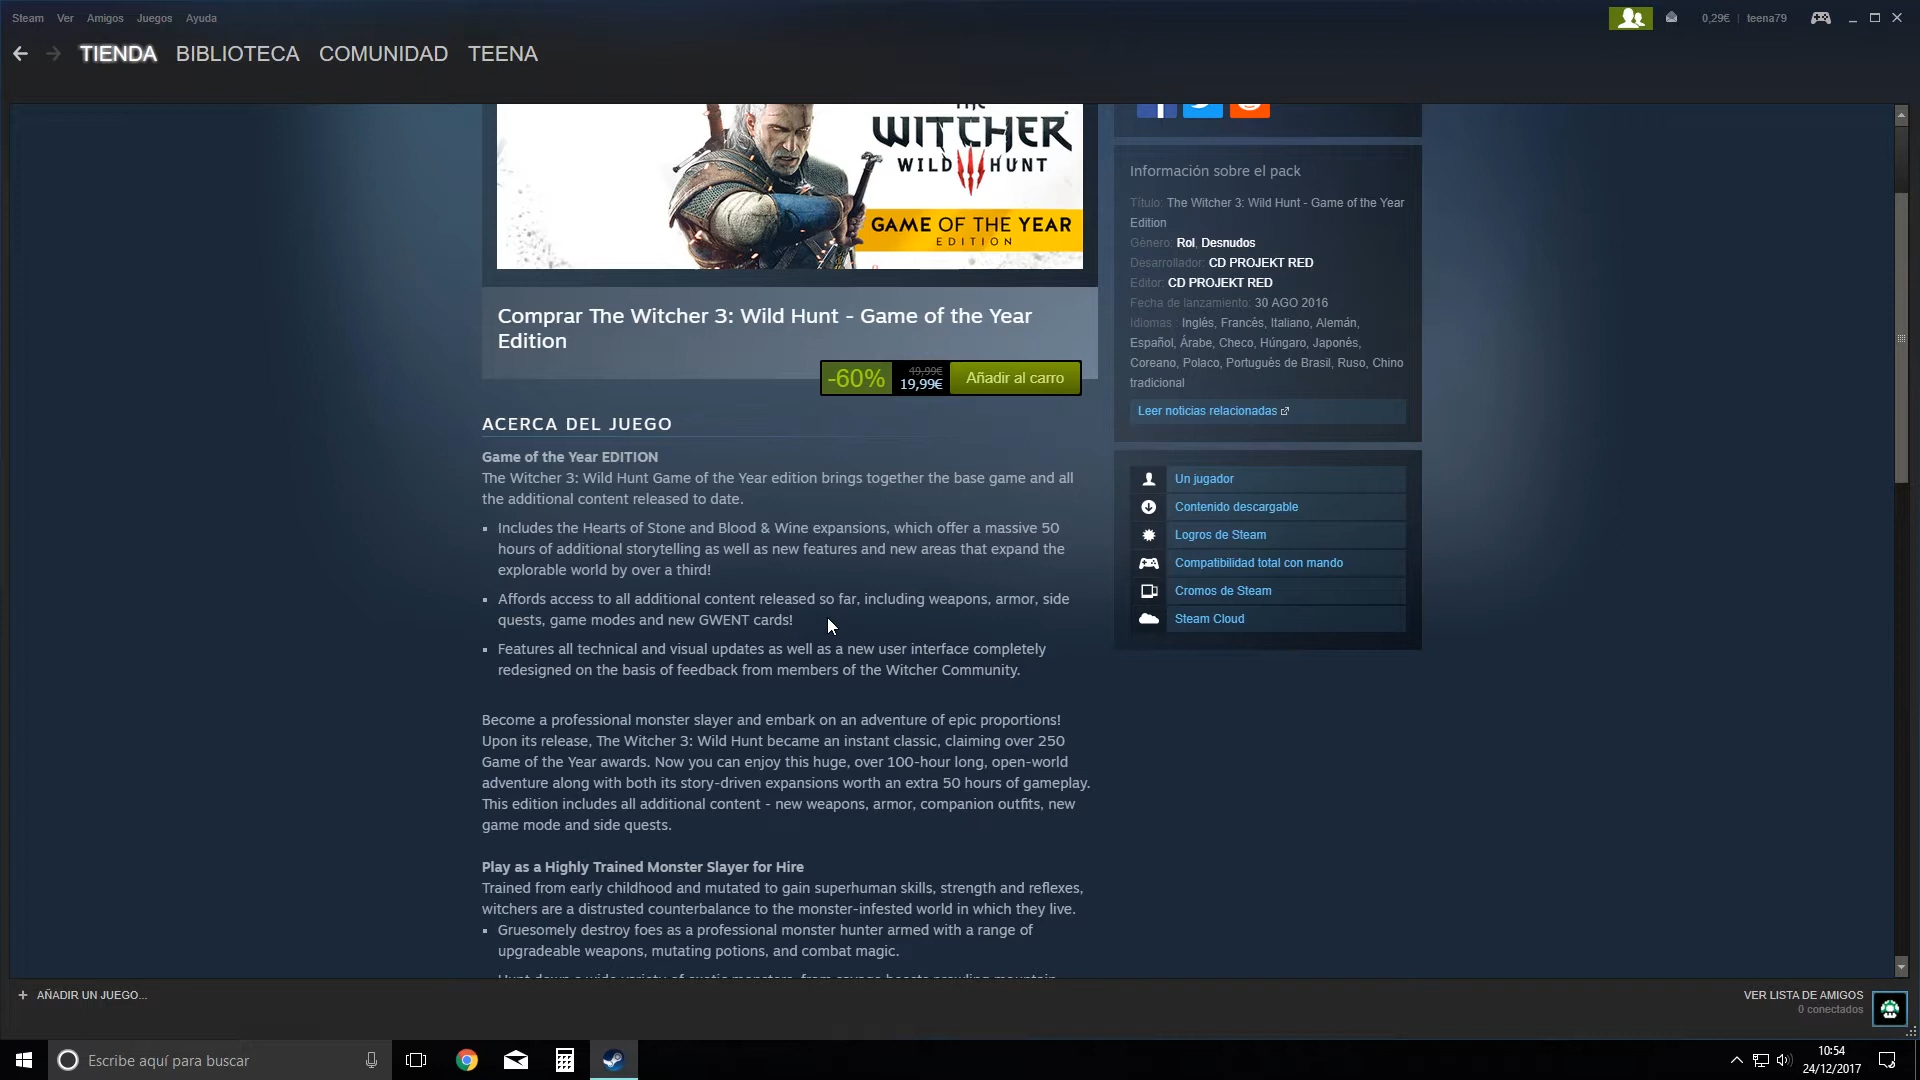 Steam Ver Amigos Juegos Ayuda
0,29€ | teena79
TIENDA BIBLIOTECA COMUNIDAD TEENA
THE
WITCHER
WILD HUNT
GAME OF THE YEAR
EDITION
Comprar The Witcher 3: Wild Hunt - Game of the Year
Edition
-60% 49,99€ 19,99€ Añadir al carro
ACERCA DEL JUEGO
Game of the Year EDITION
The Witcher 3: Wild Hunt Game of the Year edition brings together the base game and all
the additional content released to date.
▪ Includes the Hearts of Stone and Blood & Wine expansions, which offer a massive 50
hours of additional storytelling as well as new features and new areas that expand the
explorable world by over a third!
▪ Affords access to all additional content released so far, including weapons, armor, side
quests, game modes and new GWENT cards!
▪ Features all technical and visual updates as well as a new user interface completely
redesigned on the basis of feedback from members of the Witcher Community.
Become a professional monster slayer and embark on an adventure of epic proportions!
Upon its release, The Witcher 3: Wild Hunt became an instant classic, claiming over 250
Game of the Year awards. Now you can enjoy this huge, over 100-hour long, open-world
adventure along with both its story-driven expansions worth an extra 50 hours of gameplay.
This edition includes all additional content - new weapons, armor, companion outfits, new
game mode and side quests.
Play as a Highly Trained Monster Slayer for Hire
Trained from early childhood and mutated to gain superhuman skills, strength and reflexes,
witchers are a distrusted counterbalance to the monster-infested world in which they live.
▪ Gruesomely destroy foes as a professional monster hunter armed with a range of
upgradeable weapons, mutating potions, and combat magic.
Información sobre el pack
Título: The Witcher 3: Wild Hunt - Game of the Year
Edition
Género: Rol, Desnudos
Desarrollador: CD PROJEKT RED
Editor: CD PROJEKT RED
Fecha de lanzamiento: 30 AGO 2016
Idiomas : Inglés, Francés, Italiano, Alemán,
Español, Árabe, Checo, Húngaro, Japonés,
Coreano, Polaco, Portugués de Brasil, Ruso, Chino
tradicional
Leer noticias relacionadas
Un jugador
Contenido descargable
Logros de Steam
Compatibilidad total con mando
Cromos de Steam
Steam Cloud
+ AÑADIR UN JUEGO...
VER LISTA DE AMIGOS
0 conectados
Escribe aquí para buscar
10:54
24/12/2017